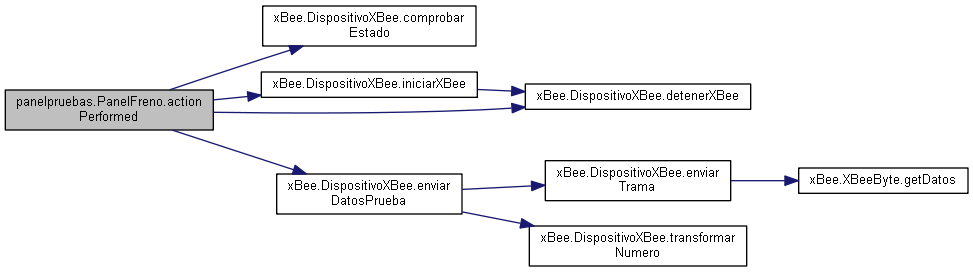 xBee.DispositivoXBee.comprobar
Estado
xBee.DispositivoXBee.iniciarXBee
xBee.DispositivoXBee.detenerXBee
panelpruebas.PanelFreno.action
Performed
xBee.DispositivoXBee.enviar
DatosPrueba
xBee.DispositivoXBee.enviar
Trama
xBee.XBeeByte.getDatos
xBee.DispositivoXBee.transformar
Numero